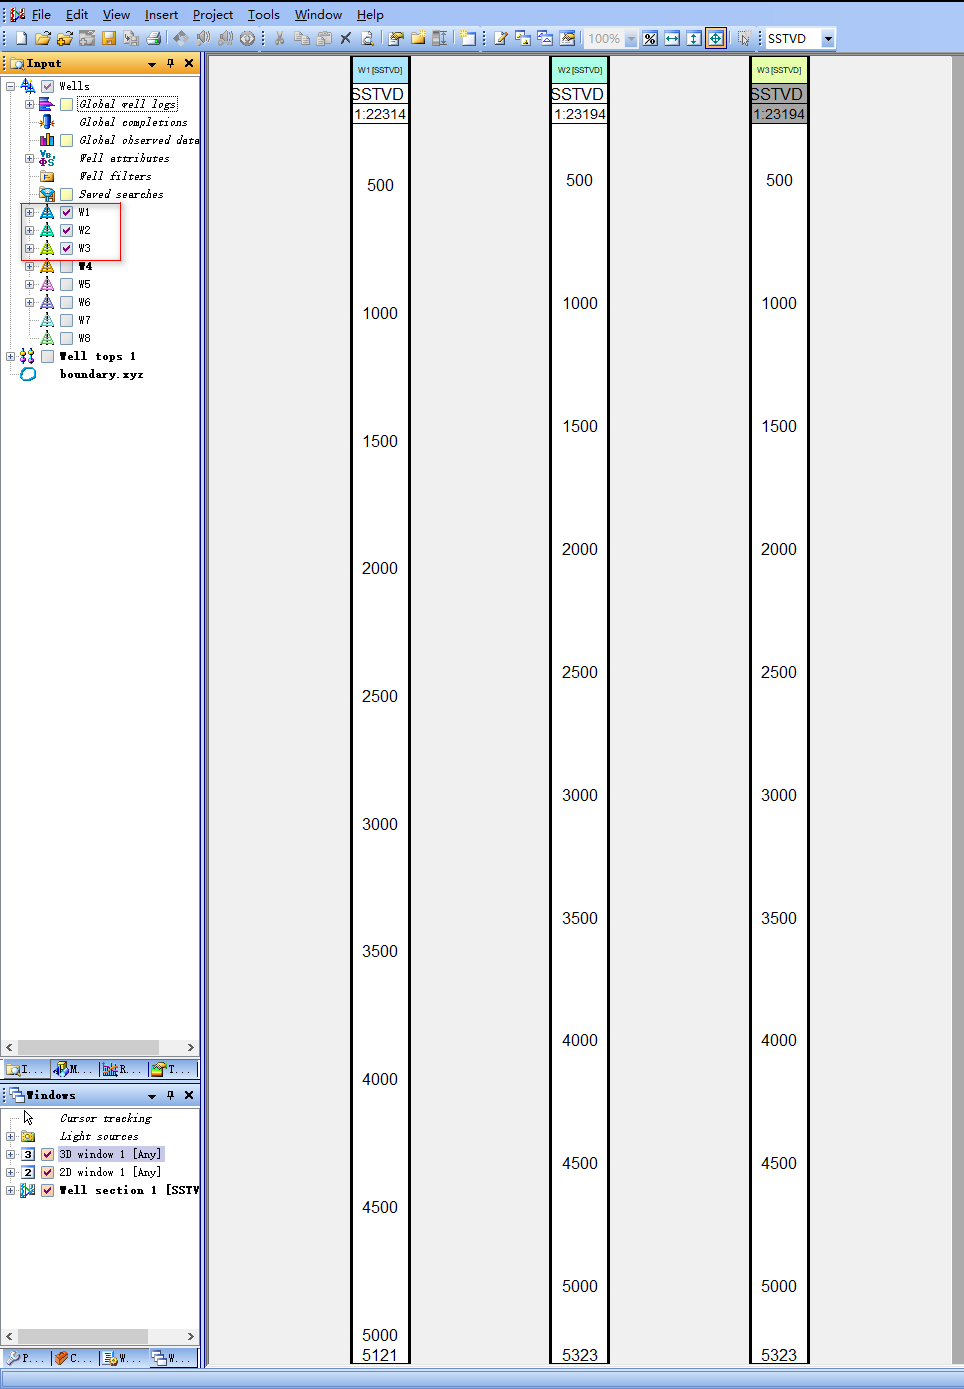 File Edit View Insert Project Tools Window Help
100% % SSTVD
Input
Wells
Global well logs
Global completions
Global observed data
Well attributes
Well filters
Saved searches
W1
W2
W3
W4
W5
W6
W7
W8
Well tops 1
boundary.xyz
I... M... R... T...
Windows
Cursor tracking
Light sources
3 3D window 1 [Any]
2 2D window 1 [Any]
Well section 1 [SSTV
P... C... W... W...
W1 [SSTVD]
SSTVD
1:22314
500
1000
1500
2000
2500
3000
3500
4000
4500
5000
5121
W2 [SSTVD]
SSTVD
1:23194
500
1000
1500
2000
2500
3000
3500
4000
4500
5000
5323
W3 [SSTVD]
SSTVD
1:23194
500
1000
1500
2000
2500
3000
3500
4000
4500
5000
5323